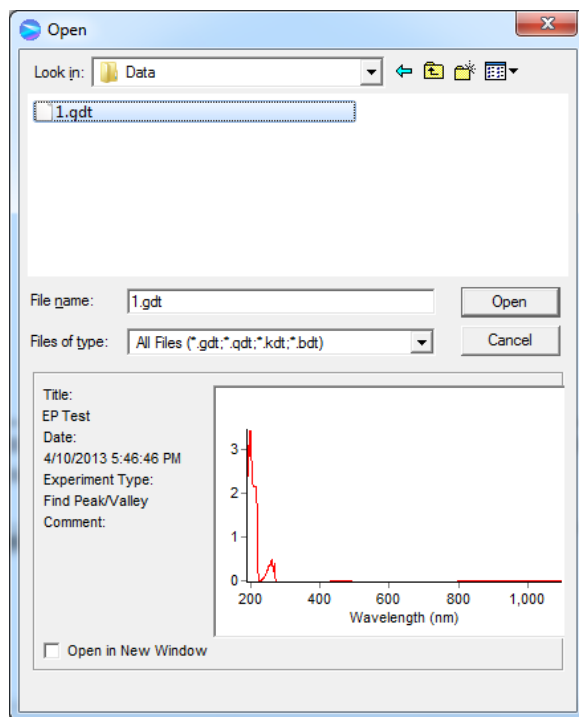 Open
Look in: Data
1.qdt
File name: 1.gdt Open
Files of type: All Files (*.gdt;*.qdt;*.kdt;*.bdt) Cancel
Title:
EP Test
Date:
4/10/2013 5:46:46 PM
Experiment Type:
Find Peak/Valley
Comment:
3
2
1
0
200 400 600 800 1,000
Wavelength (nm)
Open in New Window